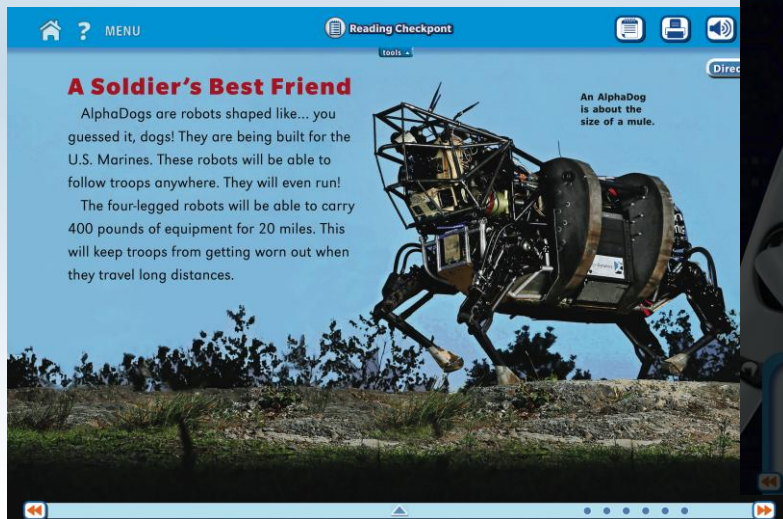 ? MENU
Reading Checkpont
tools
Direc
A Soldier's Best Friend
AlphaDogs are robots shaped like... you
guessed it, dogs! They are being built for the
U.S. Marines. These robots will be able to
follow troops anywhere. They will even run!
The four-legged robots will be able to carry
400 pounds of equipment for 20 miles. This
will keep troops from getting worn out when
they travel long distances.
An AlphaDog
is about the
size of a mule.